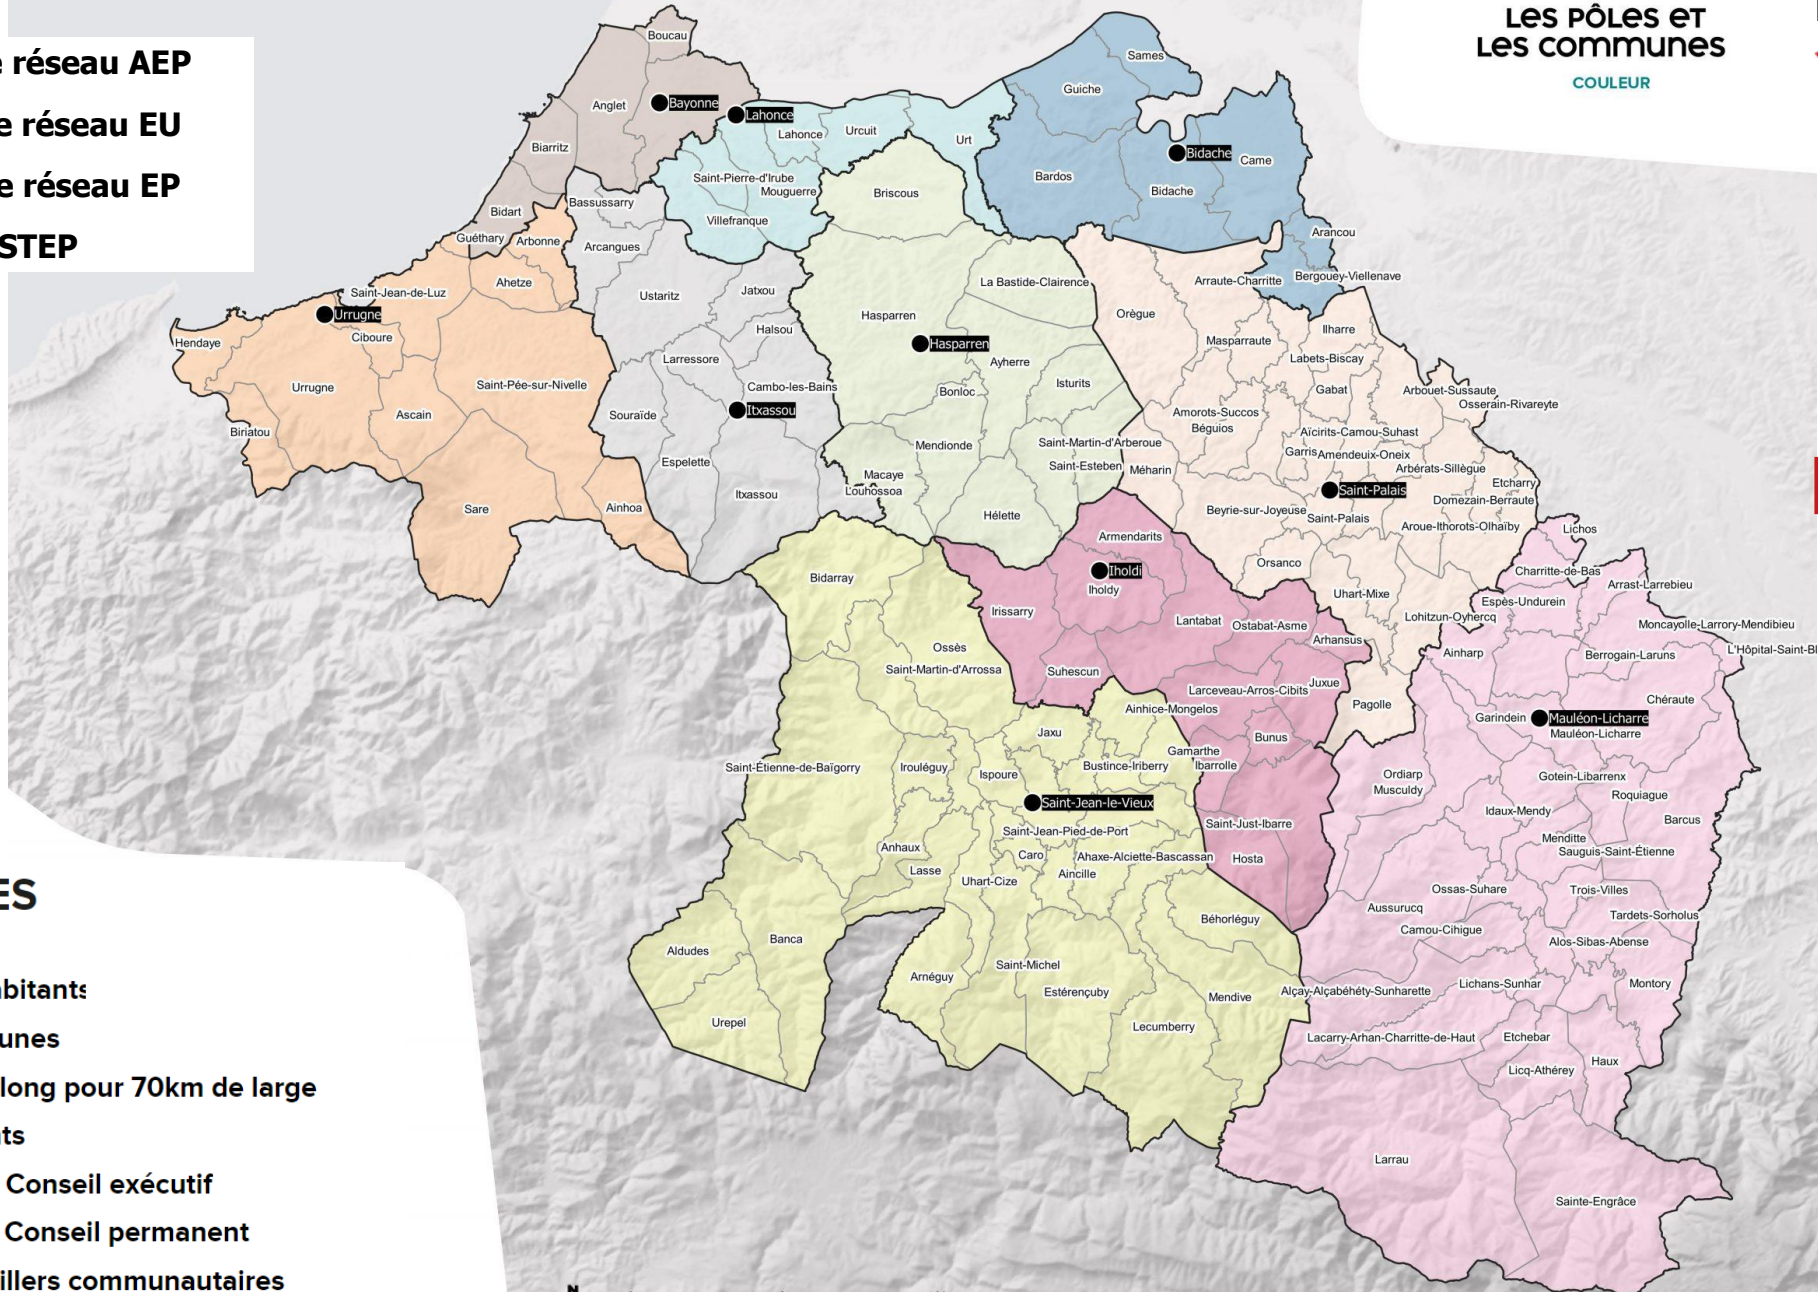 LES PÔLES ET
LES COMMUNES
COULEUR
réseau AEP
e réseau EU
e réseau EP
STEP
Boucau
Sames
Guiche
Anglet
Bayonne
Lahonce
Lahonce
Urcuit
Urt
Biarritz
Bidache
Came
Bardos
Bidache
Saint-Pierre-d'Irube
Mouguerre
Briscous
Bidart
Bassussarry
Villefranque
Guéthary
Arbonne
Arcangues
Arancou
Ahetze
La Bastide-Clairence
Arraute-Charritte
Bergouey-Viellenave
Saint-Jean-de-Luz
Ustaritz
Jatxou
Urrugne
Hasparren
Orègue
Hendaye
Ciboure
Halsou
Hasparren
Masparraute
Ilharre
Larressore
Ayherre
Labets-Biscay
Urrugne
Saint-Pée-sur-Nivelle
Cambo-les-Bains
Bonloc
Isturits
Gabat
Arbouet-Sussaute
Osserain-Rivareyte
Ascain
Souraïde
Itxassou
Amorots-Succos
Béguios
Biriatou
Mendionde
Saint-Martin-d'Arberoue
Aïcirits-Camou-Suhast
Garris
Amendeuix-Oneix
Espelette
Macaye
Saint-Esteben
Méharin
Arbérats-Sillègue
Etcharry
Louhossoa
Itxassou
Saint-Palais
Domezain-Berraute
Sare
Ainhoa
Hélette
Beyrie-sur-Joyeuse
Saint-Palais
Aroue-Ithorots-Olhaïby
Lichos
Armendarits
Orsanco
Charritte-de-Bas
Bidarray
Iholdi
Iholdy
Arrast-Larrebieu
Uhart-Mixe
Espès-Undurein
Irissarry
Lantabat
Ostabat-Asme
Lohitzun-Oyhercq
Moncayolle-Larrory-Mendibieu
Ossès
Arhansus
Ainharp
Berrogain-Laruns
L'Hôpital-Saint-Bl
Saint-Martin-d'Arrossa
Suhescun
Larceveau-Arros-Cibits
Juxue
Pagolle
Chéraute
Ainhice-Mongelos
Garindein
Mauléon-Licharre
Mauléon-Licharre
Jaxu
Bunus
Gamarthe
Ibarrolle
Saint-Étienne-de-Baïgorry
Irouléguy
Ispoure
Bustince-Iriberry
Ordiarp
Musculdy
Gotein-Libarrenx
Roquiague
Saint-Jean-le-Vieux
Idaux-Mendy
Barcus
Saint-Jean-Pied-de-Port
Saint-Just-Ibarre
Menditte
Sauguis-Saint-Étienne
Anhaux
Caro
Ahaxe-Alciette-Bascassan
Hosta
Lasse
Uhart-Cize
Aincille
Ossas-Suhare
Trois-Villes
ES
Aussurucq
Tardets-Sorholus
Béhorléguy
Camou-Cihigue
Banca
Alos-Sibas-Abense
Aldudes
Saint-Michel
Arnéguy
Estérençuby
Mendive
Alçay-Alçabéhéty-Sunharette
Lichans-Sunhar
Montory
Urepel
Lecumberry
Lacarry-Arhan-Charritte-de-Haut
Etchebar
Haux
Licq-Athérey
Larrau
Sainte-Engrâce
bitants
unes
long pour 70km de large
ts
Conseil exécutif
Conseil permanent
illers communautaires
N